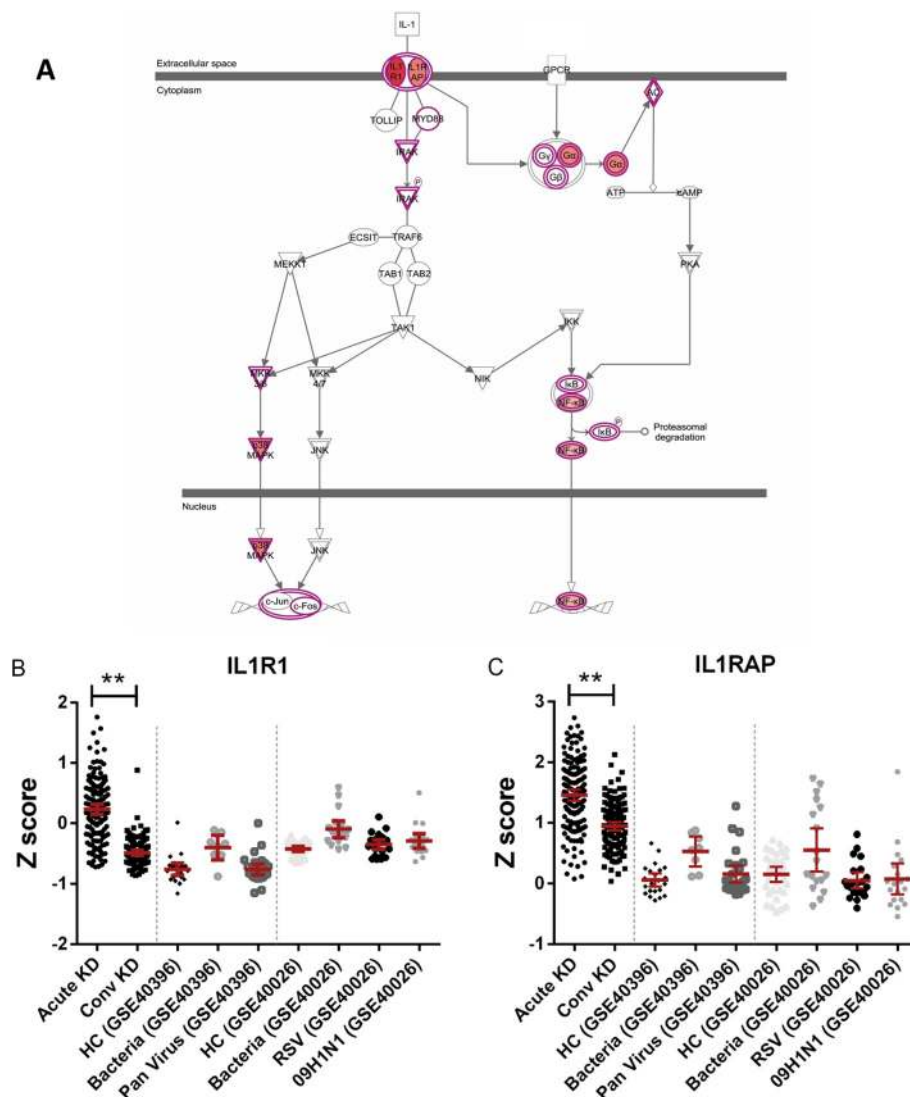 A
IL-1
Extracellular space
Cytoplasm
IL1
R1
IL1R
AP
GPCR
AC
TOLLIP
MYD88
IRAK
Gγ
Gα
Gβ
Gα
P
IRAK
ATP
cAMP
ECSIT
TRAF6
MEKK1
TAB1
TAB2
PKA
TAK1
IKK
NIK
MKK
3/6
MKK
4/7
IκB
NF-κB
P
IκB
Proteasomal
degradation
p38
MAPK
JNK
NF-κB
Nucleus
p38
MAPK
JNK
c-Jun
c-Fos
NF-κB
B
IL1R1
**
Z score
2
1
-0
-1
-2
Acute KD
Conv KD
HC (GSE40396)
Bacteria (GSE40396)
Pan Virus (GSE40396)
HC (GSE40026)
Bacteria (GSE40026)
RSV (GSE40026)
09H1N1 (GSE40026)
C
IL1RAP
**
Z score
3
2
1
0
-1
Acute KD
Conv KD
HC (GSE40396)
Bacteria (GSE40396)
Pan Virus (GSE40396)
HC (GSE40026)
Bacteria (GSE40026)
RSV (GSE40026)
09H1N1 (GSE40026)